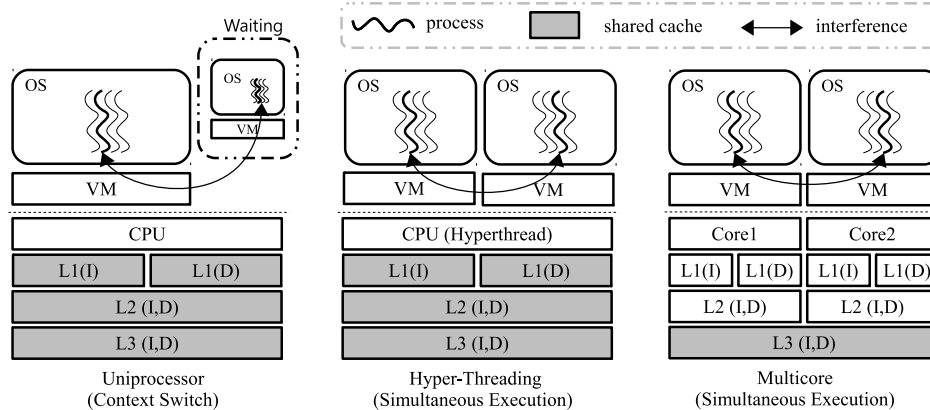 Waiting
process
shared cache
interference
OS
OS
VM
VM
OS
OS
VM
VM
OS
OS
VM
VM
CPU
L1(I)
L1(D)
L2 (I,D)
L3 (I,D)
CPU (Hyperthread)
L1(I)
L1(D)
L2 (I,D)
L3 (I,D)
Core1
Core2
L1(I)
L1(D)
L1(I)
L1(D)
L2 (I,D)
L2 (I,D)
L3 (I,D)
Uniprocessor
(Context Switch)
Hyper-Threading
(Simultaneous Execution)
Multicore
(Simultaneous Execution)